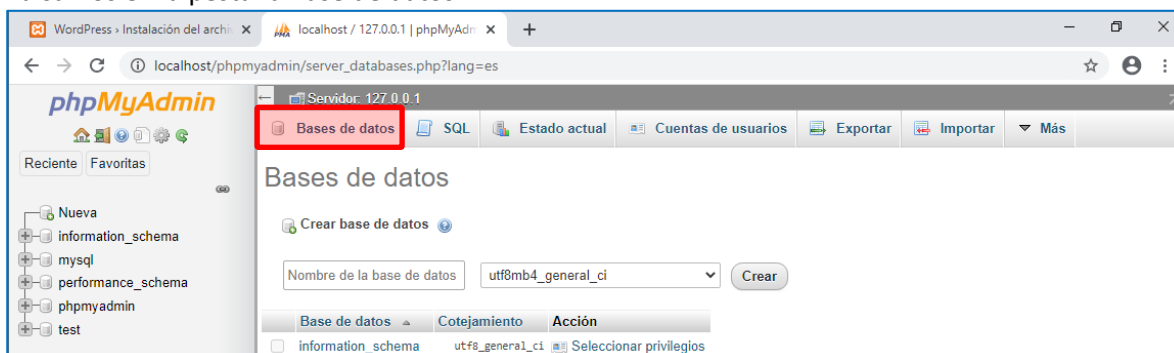 WordPress › Instalación del archi
localhost / 127.0.0.1 | phpMyAdm
localhost/phpmyadmin/server_databases.php?lang=es
phpMyAdmin
Reciente Favoritas
Nueva
information_schema
mysql
performance_schema
phpmyadmin
test
Servidor: 127.0.0.1
Bases de datos SQL Estado actual Cuentas de usuarios Exportar Importar Más
Bases de datos
Crear base de datos
Nombre de la base de datos utf8mb4_general_ci Crear
Base de datos Cotejamiento Acción
information_schema utf8_general_ci Seleccionar privilegios